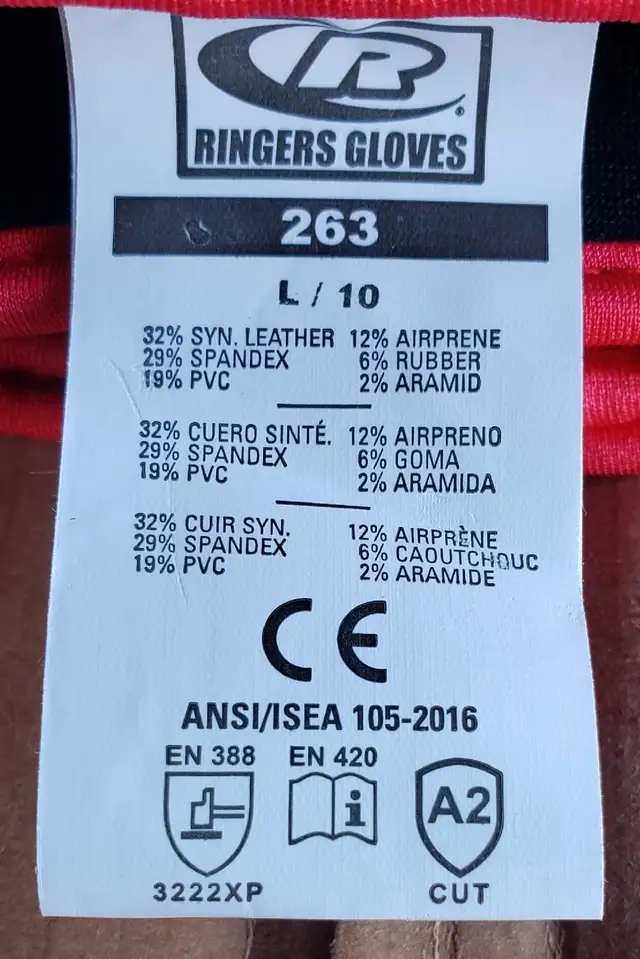 R
RINGERS GLOVES
263
L / 10
32% SYN. LEATHER 12% AIRPRENE
29% SPANDEX 6% RUBBER
19% PVC 2% ARAMID
32% CUERO SINTÉ. 12% AIRPRENO
29% SPANDEX 6% GOMA
19% PVC 2% ARAMIDA
32% CUIR SYN. 12% AIRPRÈNE
29% SPANDEX 6% CAOUTCHOUC
19% PVC 2% ARAMIDE
CE
ANSI/ISEA 105-2016
EN 388 EN 420
i A2
3222XP CUT